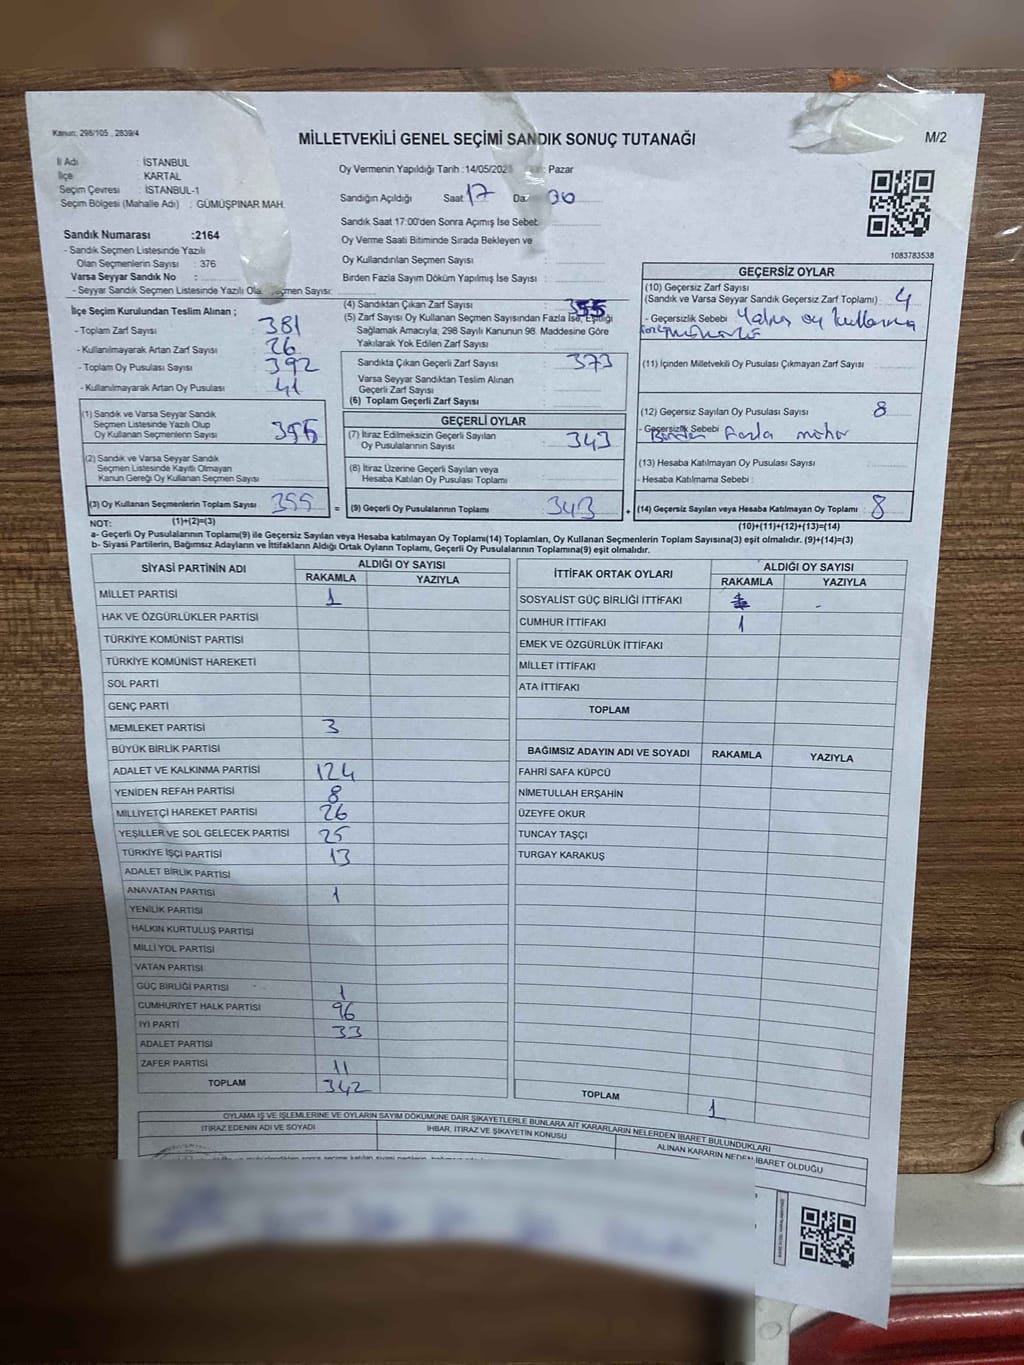 Kanun: 298/105 , 2839/4
MİLLETVEKİLİ GENEL SEÇİMİ SANDIK SONUÇ TUTANAĞI
M/2
İl Adı : İSTANBUL
İlçe : KARTAL
Seçim Çevresi : İSTANBUL-1
Seçim Bölgesi (Mahalle Adı) : GÜMÜŞPINAR MAH.
Sandık Numarası :2164
- Sandık Seçmen Listesinde Yazılı
Olan Seçmenlerin Sayısı : 376
Varsa Seyyar Sandık No :
- Seyyar Sandık Seçmen Listesinde Yazılı Seçmen Sayısı:
Oy Vermenin Yapıldığı Tarih :14/05/202 Pazar
Sandığın Açıldığı Saat 17 Da
Sandık Saat 17:00'den Sonra Açımış İse Sebeb
Oy Verme Saati Bitiminde Sırada Bekleyen ve
Oy Kullandırılan Seçmen Sayısı :
Birden Fazla Sayım Döküm Yapılmış İse Sayısı :
1083783538
İlçe Seçim Kurulundan Teslim Alınan ;
- Toplam Zarf Sayısı : 381
- Kullanılmayarak Artan Zarf Sayısı : 26
- Toplam Oy Pusulası Sayısı : 392
- Kullanılmayarak Artan Oy Pusulası : 41
(1) Sandık ve Varsa Seyyar Sandık
Seçmen Listesinde Yazılı Olup
Oy Kullanan Seçmenlerin Sayısı :
(2) Sandık ve Varsa Seyyar Sandık
Seçmen Listesinde Kayıtlı Olmayan
Kanun Gereği Oy Kullanan Seçmen Sayısı :
(3) Oy Kullanan Seçmenlerin Toplam Sayısı :
(1)+(2)=(3)
(4) Sandıktan Çıkan Zarf Sayısı :
(5) Zarf Sayısı Oy Kullanan Seçmen Sayısından Fazla İse, Eşitliği
Sağlamak Amacıyla; 298 Sayılı Kanunun 98. Maddesine Göre
Yakılarak Yok Edilen Zarf Sayısı :
Sandıkta Çıkan Geçerli Zarf Sayısı : 373
Varsa Seyyar Sandıktan Teslim Alınan
Geçerli Zarf Sayısı :
(6) Toplam Geçerli Zarf Sayısı :
GEÇERLİ OYLAR
(7) İtiraz Edilmeksizin Geçerli Sayılan
Oy Pusulalarının Sayısı : 343
(8) İtiraz Üzerine Geçerli Sayılan veya
Hesaba Katılan Oy Pusulası Toplamı :
= (9) Geçerli Oy Pusulalarının Toplamı : 343
GEÇERSİZ OYLAR
(10) Geçersiz Zarf Sayısı
(Sandık ve Varsa Seyyar Sandık Geçersiz Zarf Toplamı) : 4
- Geçersizlik Sebebi : oy kullanma
(11) İçinden Milletvekili Oy Pusulası Çıkmayan Zarf Sayısı :
(12) Geçersiz Sayılan Oy Pusulası Sayısı : 8
- Geçersizlik Sebebi : Birden fazla mühür
(13) Hesaba Katılmayan Oy Pusulası Sayısı :
- Hesaba Katılmama Sebebi :
+ (14) Geçersiz Sayılan veya Hesaba Katılmayan Oy Toplamı : 8
(10)+(11)+(12)+(13)=(14)
NOT:
a- Geçerli Oy Pusulalarının Toplamı(9) ile Geçersiz Sayılan veya Hesaba katılmayan Oy Toplamı(14) Toplamları, Oy Kullanan Seçmenlerin Toplam Sayısına(3) eşit olmalıdır. (9)+(14)=(3)
b- Siyasi Partilerin, Bağımsız Adayların ve İttifakların Aldığı Ortak Oyların Toplamı, Geçerli Oy Pusulalarının Toplamına(9) eşit olmalıdır.
SİYASİ PARTİNİN ADI ALDIĞI OY SAYISI
RAKAMLA YAZIYLA
MİLLET PARTİSİ 1
HAK VE ÖZGÜRLÜKLER PARTİSİ
TÜRKİYE KOMÜNİST PARTİSİ
TÜRKİYE KOMÜNİST HAREKETİ
SOL PARTİ
GENÇ PARTİ
MEMLEKET PARTİSİ 3
BÜYÜK BİRLİK PARTİSİ
ADALET VE KALKINMA PARTİSİ 124
YENİDEN REFAH PARTİSİ 8
MİLLİYETÇİ HAREKET PARTİSİ 26
YEŞİLLER VE SOL GELECEK PARTİSİ 25
TÜRKİYE İŞÇİ PARTİSİ 13
ADALET BİRLİK PARTİSİ
ANAVATAN PARTİSİ 1
YENİLİK PARTİSİ
HALKIN KURTULUŞ PARTİSİ
MİLLİ YOL PARTİSİ
VATAN PARTİSİ
GÜÇ BİRLİĞİ PARTİSİ 1
CUMHURİYET HALK PARTİSİ 96
İYİ PARTİ 33
ADALET PARTİSİ
ZAFER PARTİSİ 11
TOPLAM 342
İTTİFAK ORTAK OYLARI ALDIĞI OY SAYISI
RAKAMLA YAZIYLA
SOSYALİST GÜÇ BİRLİĞİ İTTİFAKI -
CUMHUR İTTİFAKI 1
EMEK VE ÖZGÜRLÜK İTTİFAKI
MİLLET İTTİFAKI
ATA İTTİFAKI
TOPLAM
BAĞIMSIZ ADAYIN ADI VE SOYADI RAKAMLA YAZIYLA
FAHRİ SAFA KÜPCÜ
NİMETULLAH ERŞAHİN
ÜZEYFE OKUR
TUNCAY TAŞÇI
TURGAY KARAKUŞ
TOPLAM 1
OYLAMA İŞ VE İŞLEMLERİNE VE OYLARIN SAYIM DÖKÜMÜNE DAİR ŞİKAYETLERLE BUNLARA AİT KARARLARIN NELERDEN İBARET BULUNDUKLARI
İTİRAZ EDENİN ADI VE SOYADI İHBAR, İTİRAZ VE ŞİKAYETİN KONUSU ALINAN KARARIN NEDEN İBARET OLDUĞU